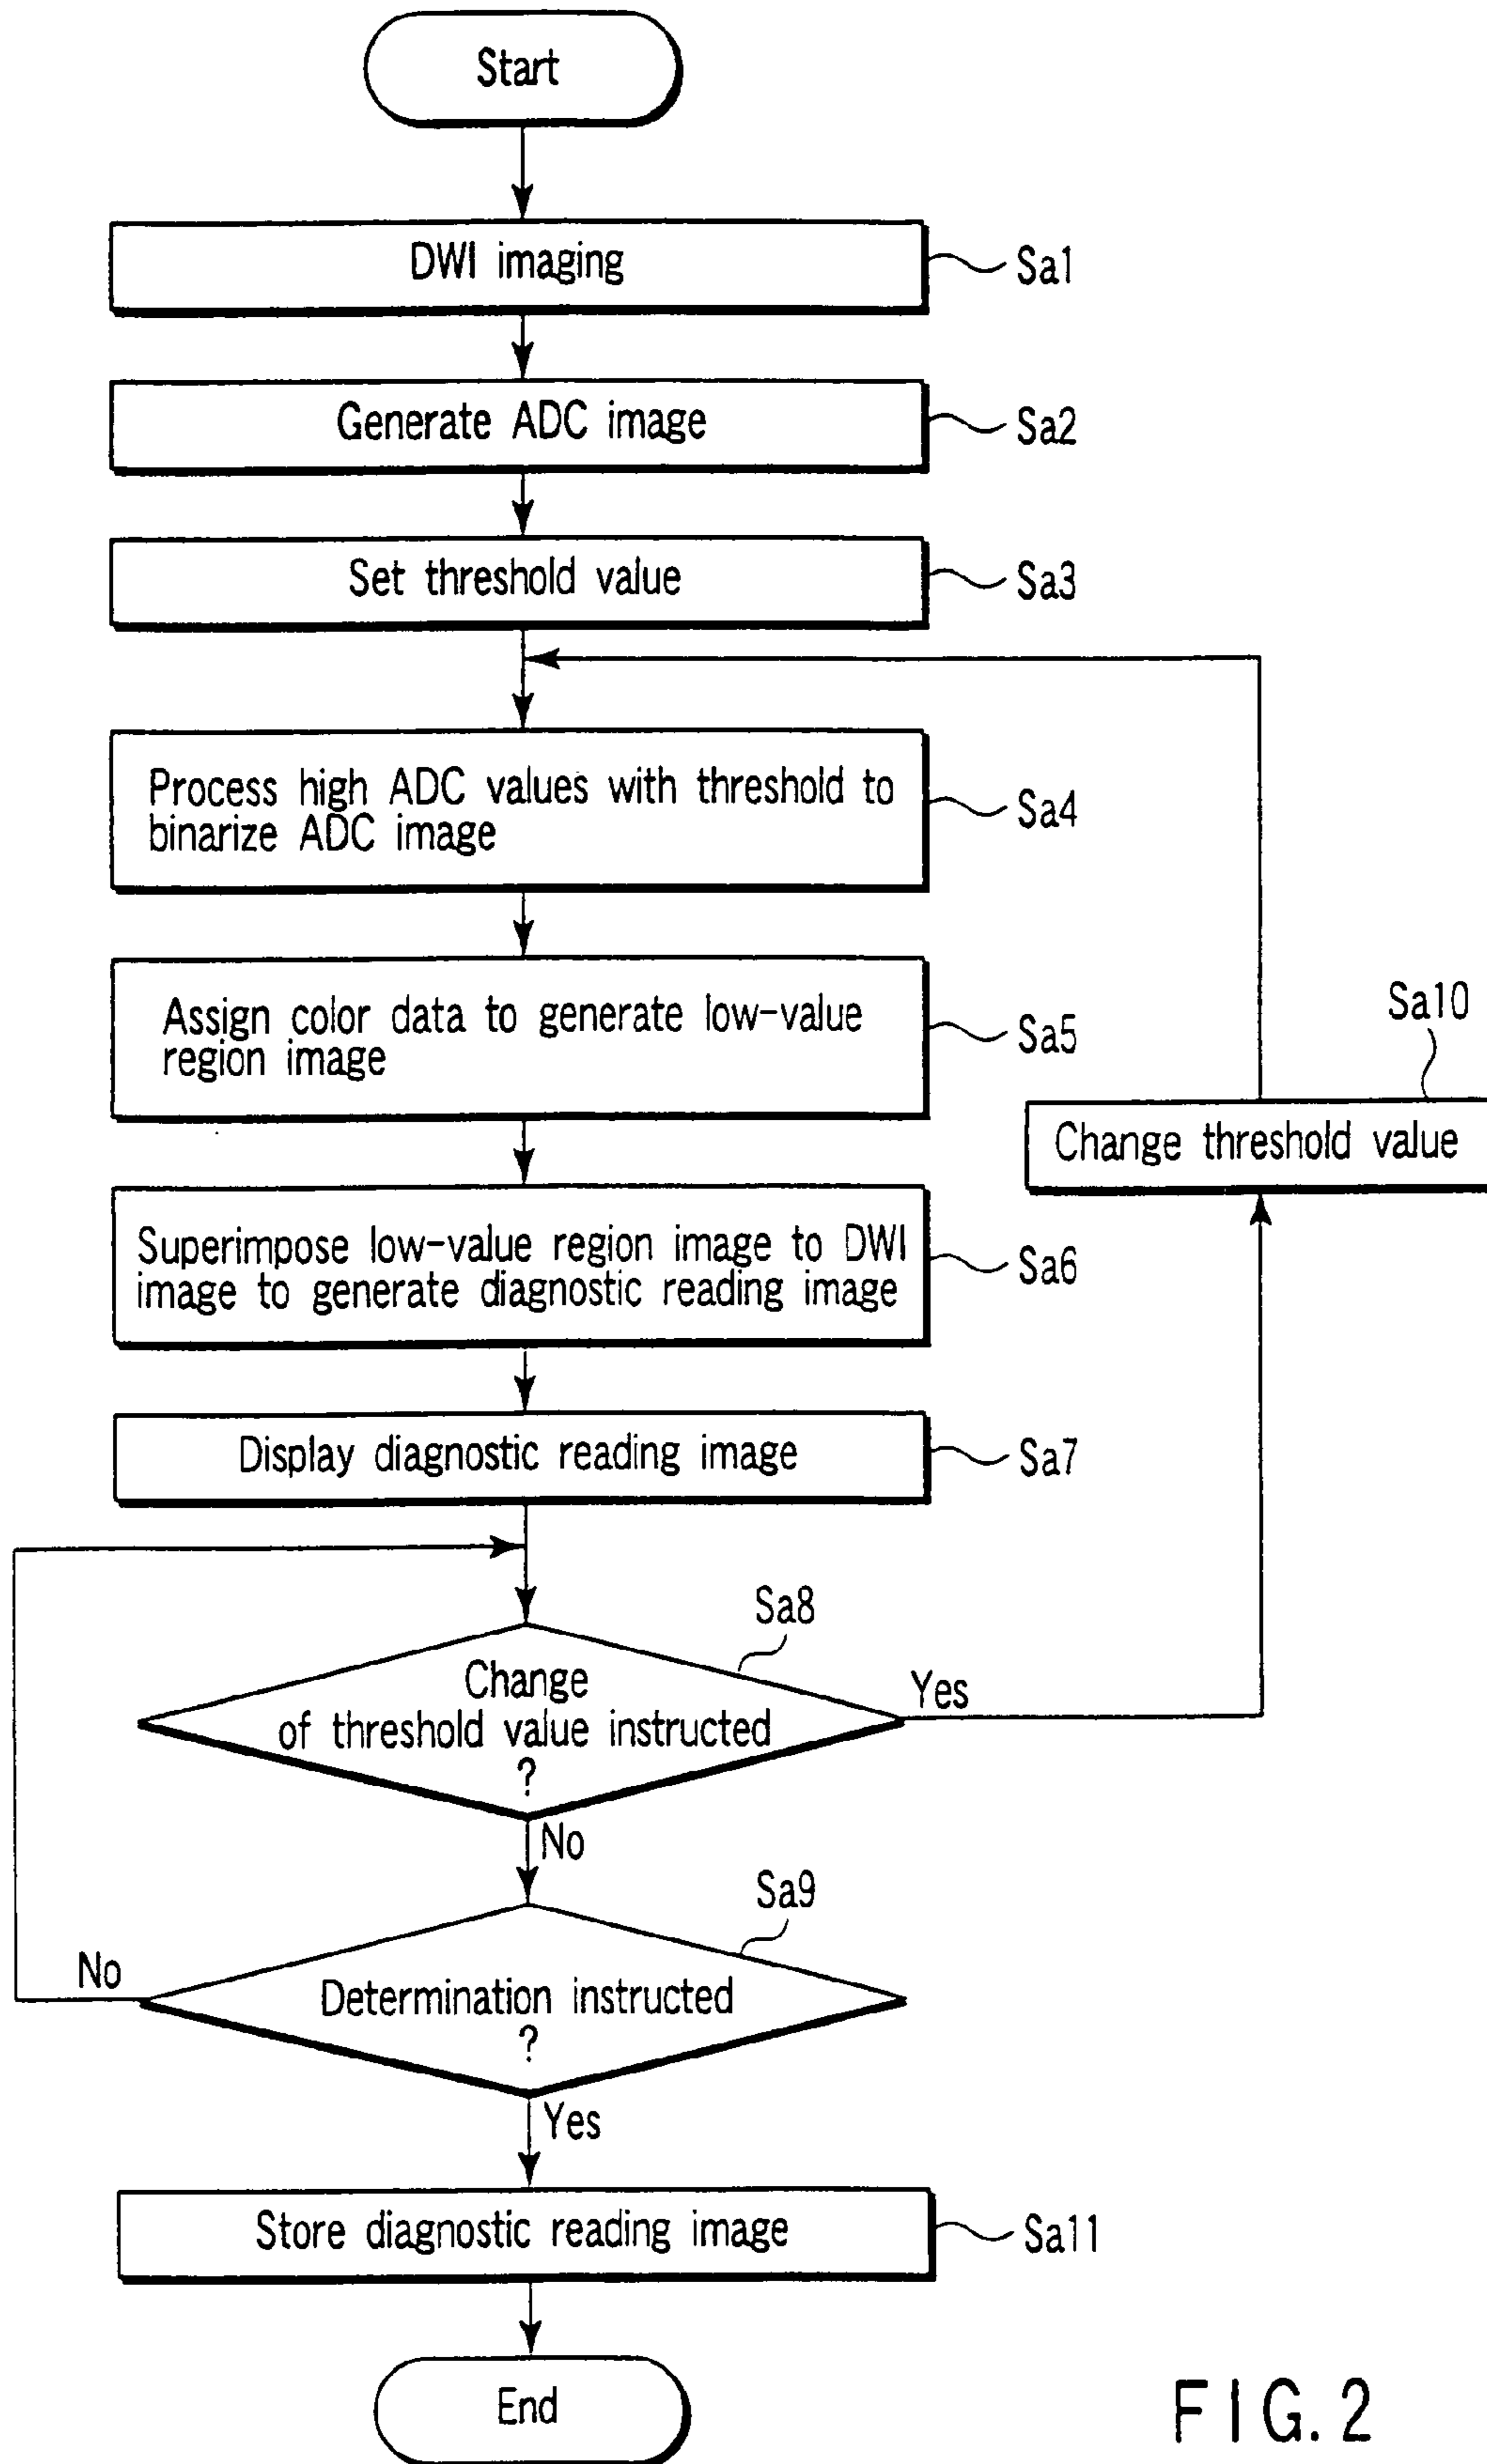 Start
DWI imaging
Sa1
Generate ADC image
Sa2
Set threshold value
Sa3
Process high ADC values with threshold to
binarize ADC image
Sa4
Assign color data to generate low-value
region image
Sa5
Sa10
Change threshold value
Superimpose low-value region image to DWI
image to generate diagnostic reading image
Sa6
Display diagnostic reading image
Sa7
Sa8
Change
of threshold value instructed
?
Yes
No
Sa9
Determination instructed
?
No
Yes
Store diagnostic reading image
Sa11
End
FIG. 2